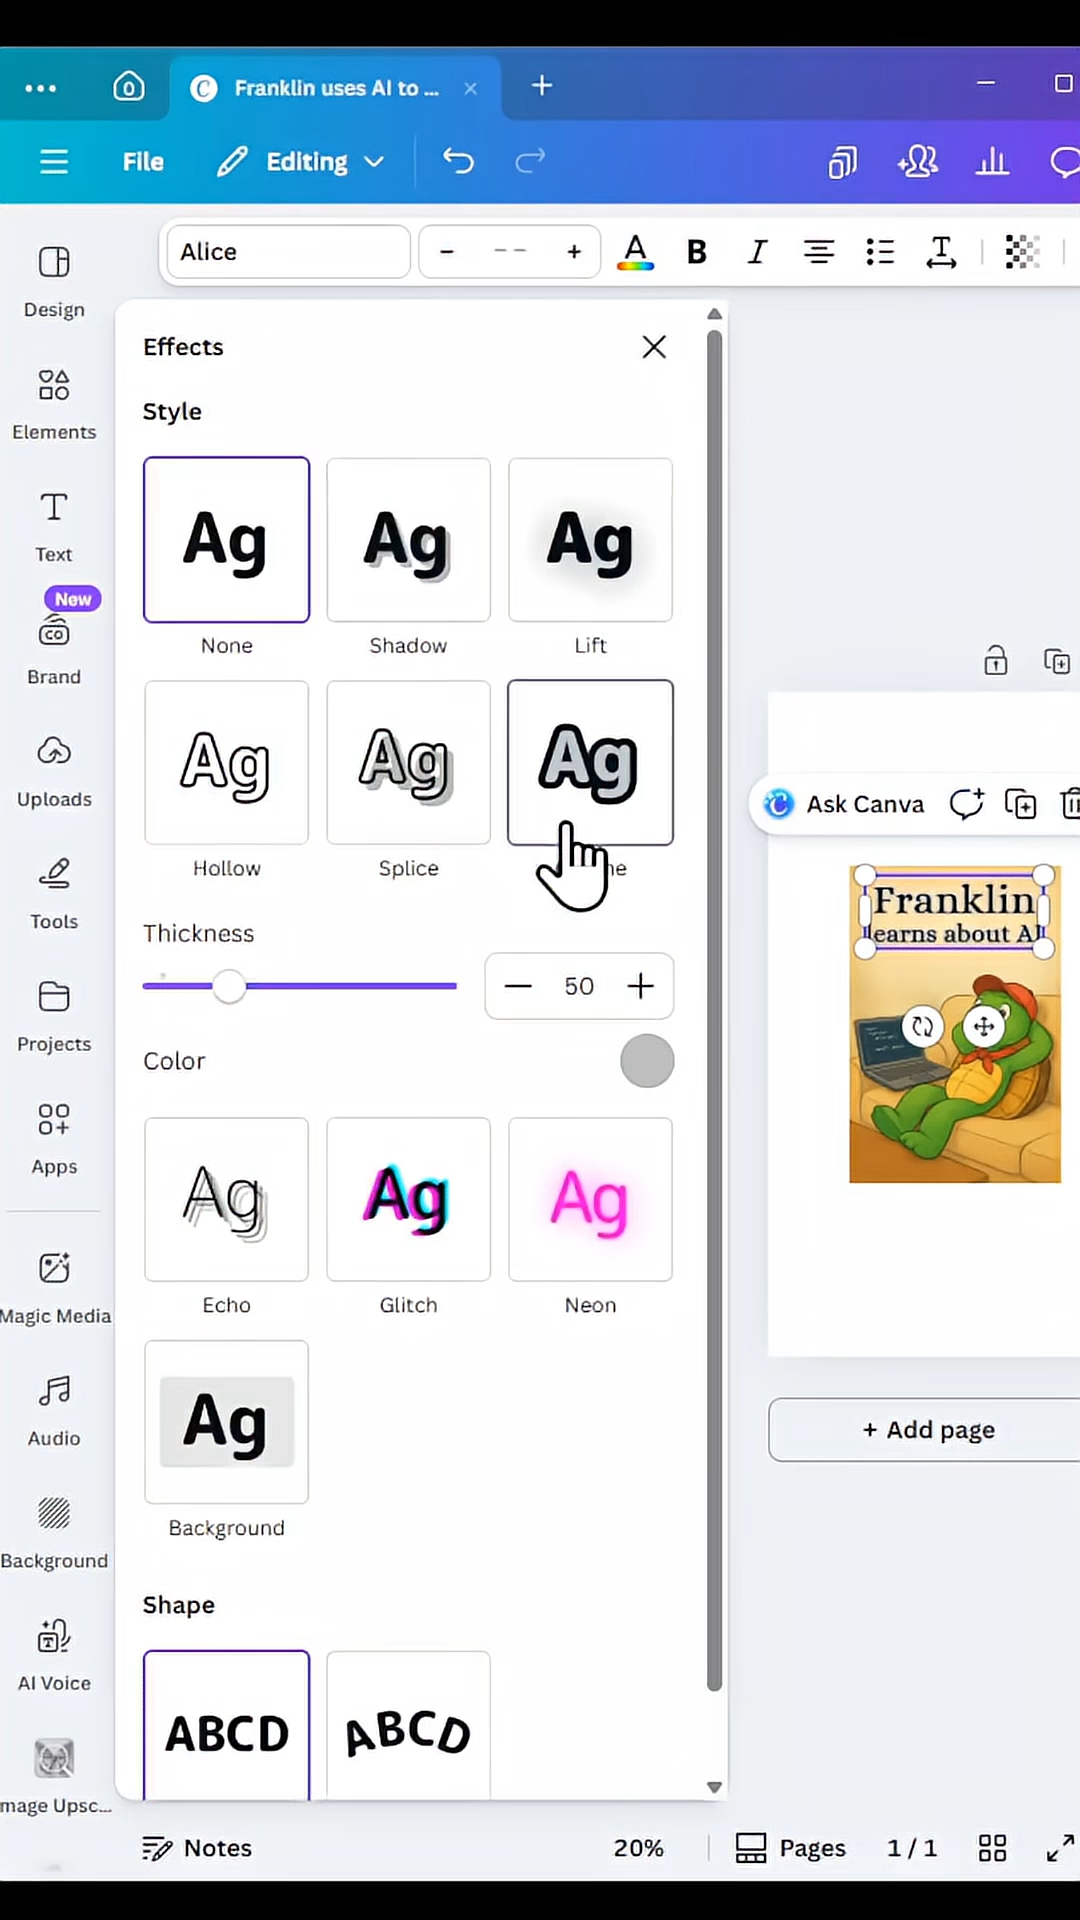 Franklin uses AI to ...
File
Editing
Alice
- -- +
A
B
I
T
Design
Elements
Text
New
CO
Brand
Uploads
Tools
Projects
Apps
Magic Media
Audio
Background
AI Voice
mage Upsc...
Effects
Style
Ag
Ag
Ag
None
Shadow
Lift
Ag
Ag
Ag
Hollow
Splice
Thickness
50
Color
Ag
Ag
Ag
Echo
Glitch
Neon
Ag
Background
Shape
ABCD
ABCD
Ask Canva
Franklin
learns about AI
+ Add page
Notes
20%
Pages
1 / 1